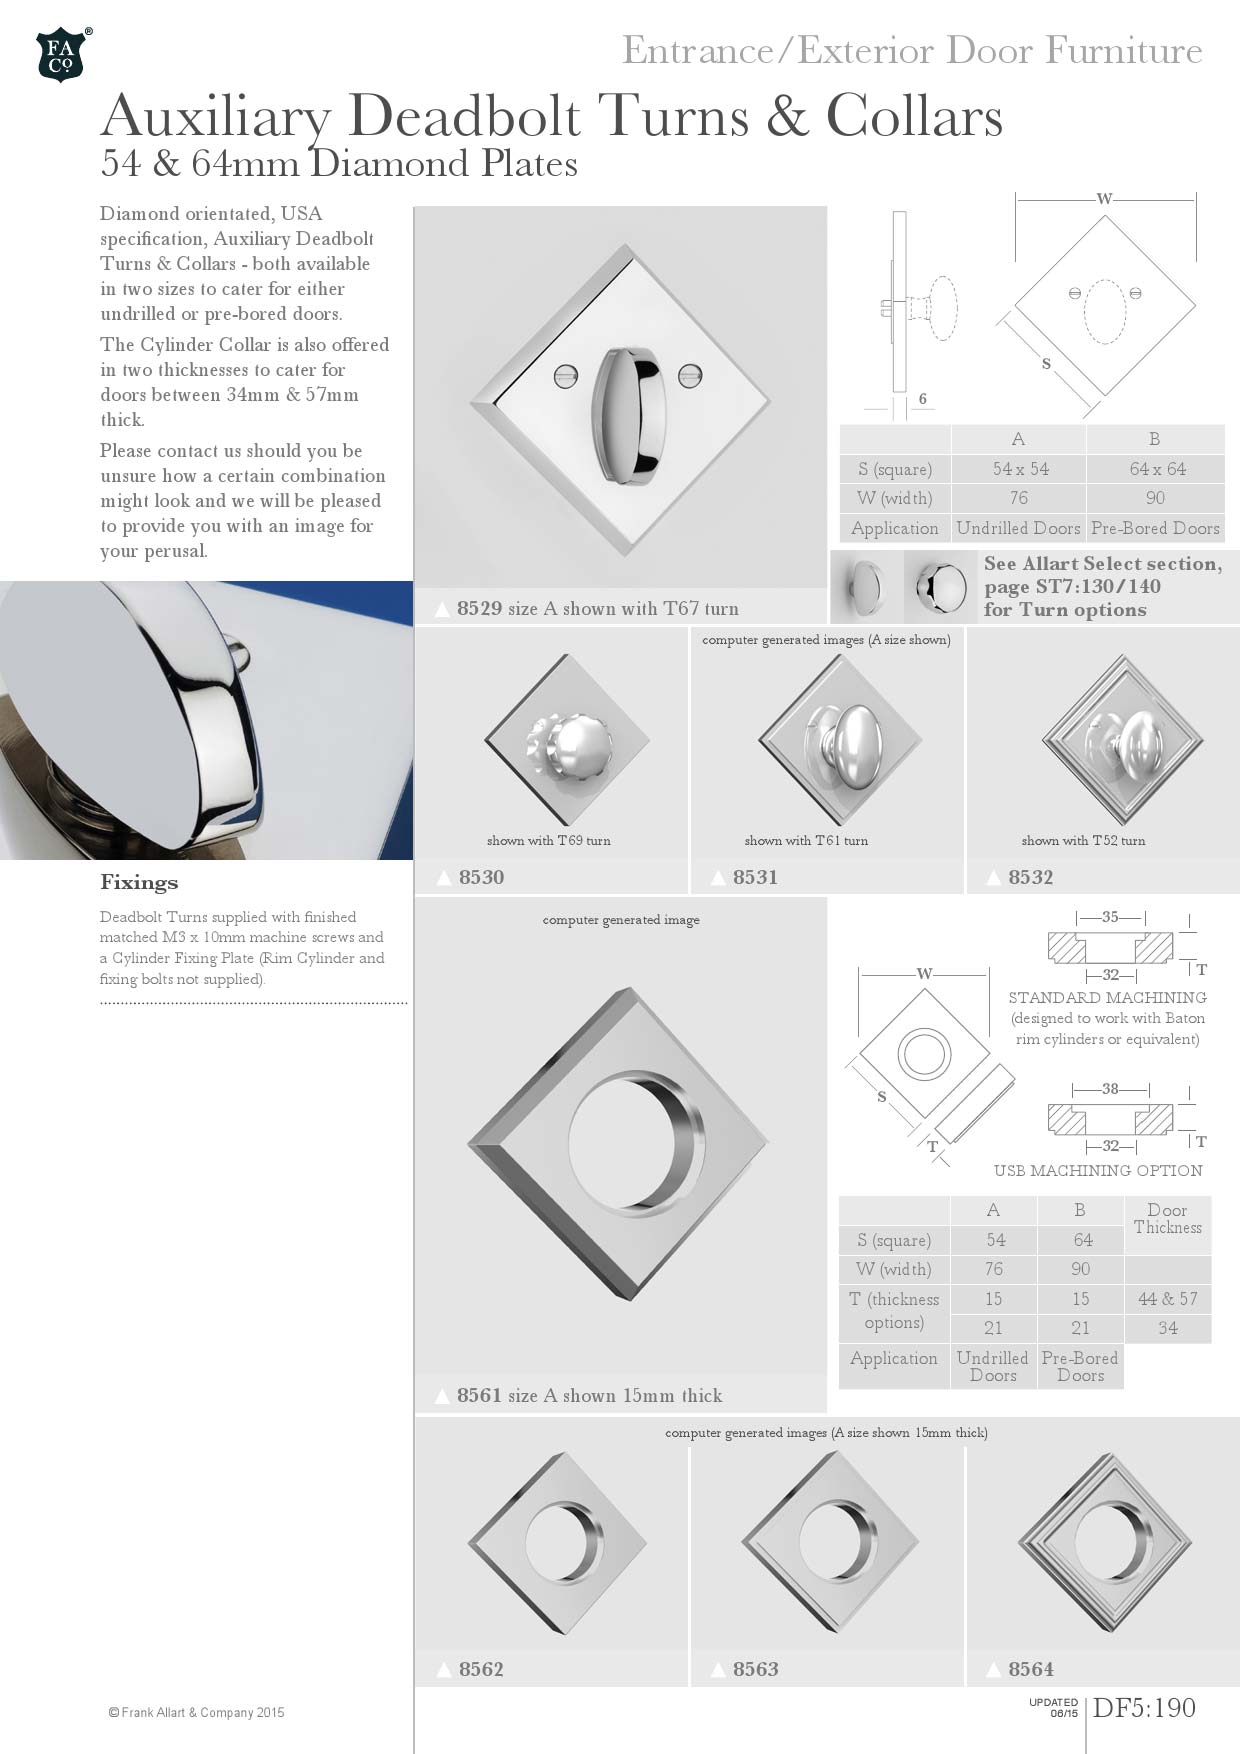 FA
Co.
®
Entrance/Exterior Door Furniture
Auxiliary Deadbolt Turns & Collars
54 & 64mm Diamond Plates
Diamond orientated, USA
specification, Auxiliary Deadbolt
Turns & Collars - both available
in two sizes to cater for either
undrilled or pre-bored doors.
The Cylinder Collar is also offered
in two thicknesses to cater for
doors between 34mm & 57mm
thick.
Please contact us should you be
unsure how a certain combination
might look and we will be pleased
to provide you with an image for
your perusal.
Fixings
Deadbolt Turns supplied with finished
matched M3 x 10mm machine screws and
a Cylinder Fixing Plate (Rim Cylinder and
fixing bolts not supplied).
▲ 8529 size A shown with T67 turn
W
S
6
A B
S (square) 54 x 54 64 x 64
W (width) 76 90
Application Undrilled Doors Pre-Bored Doors
See Allart Select section,
page ST7:130/140
for Turn options
computer generated images (A size shown)
shown with T69 turn
shown with T61 turn
shown with T52 turn
▲ 8530
▲ 8531
▲ 8532
computer generated image
▲ 8561 size A shown 15mm thick
35
32
T
STANDARD MACHINING
(designed to work with Baton
rim cylinders or equivalent)
W
S
T
38
32
T
USB MACHINING OPTION
A B Door
Thickness
S (square) 54 64
W (width) 76 90
T (thickness
options) 15 15 44 & 57
21 21 34
Application Undrilled
Doors Pre-Bored
Doors
computer generated images (A size shown 15mm thick)
▲ 8562
▲ 8563
▲ 8564
© Frank Allart & Company 2015
UPDATED
06/15
DF5:190